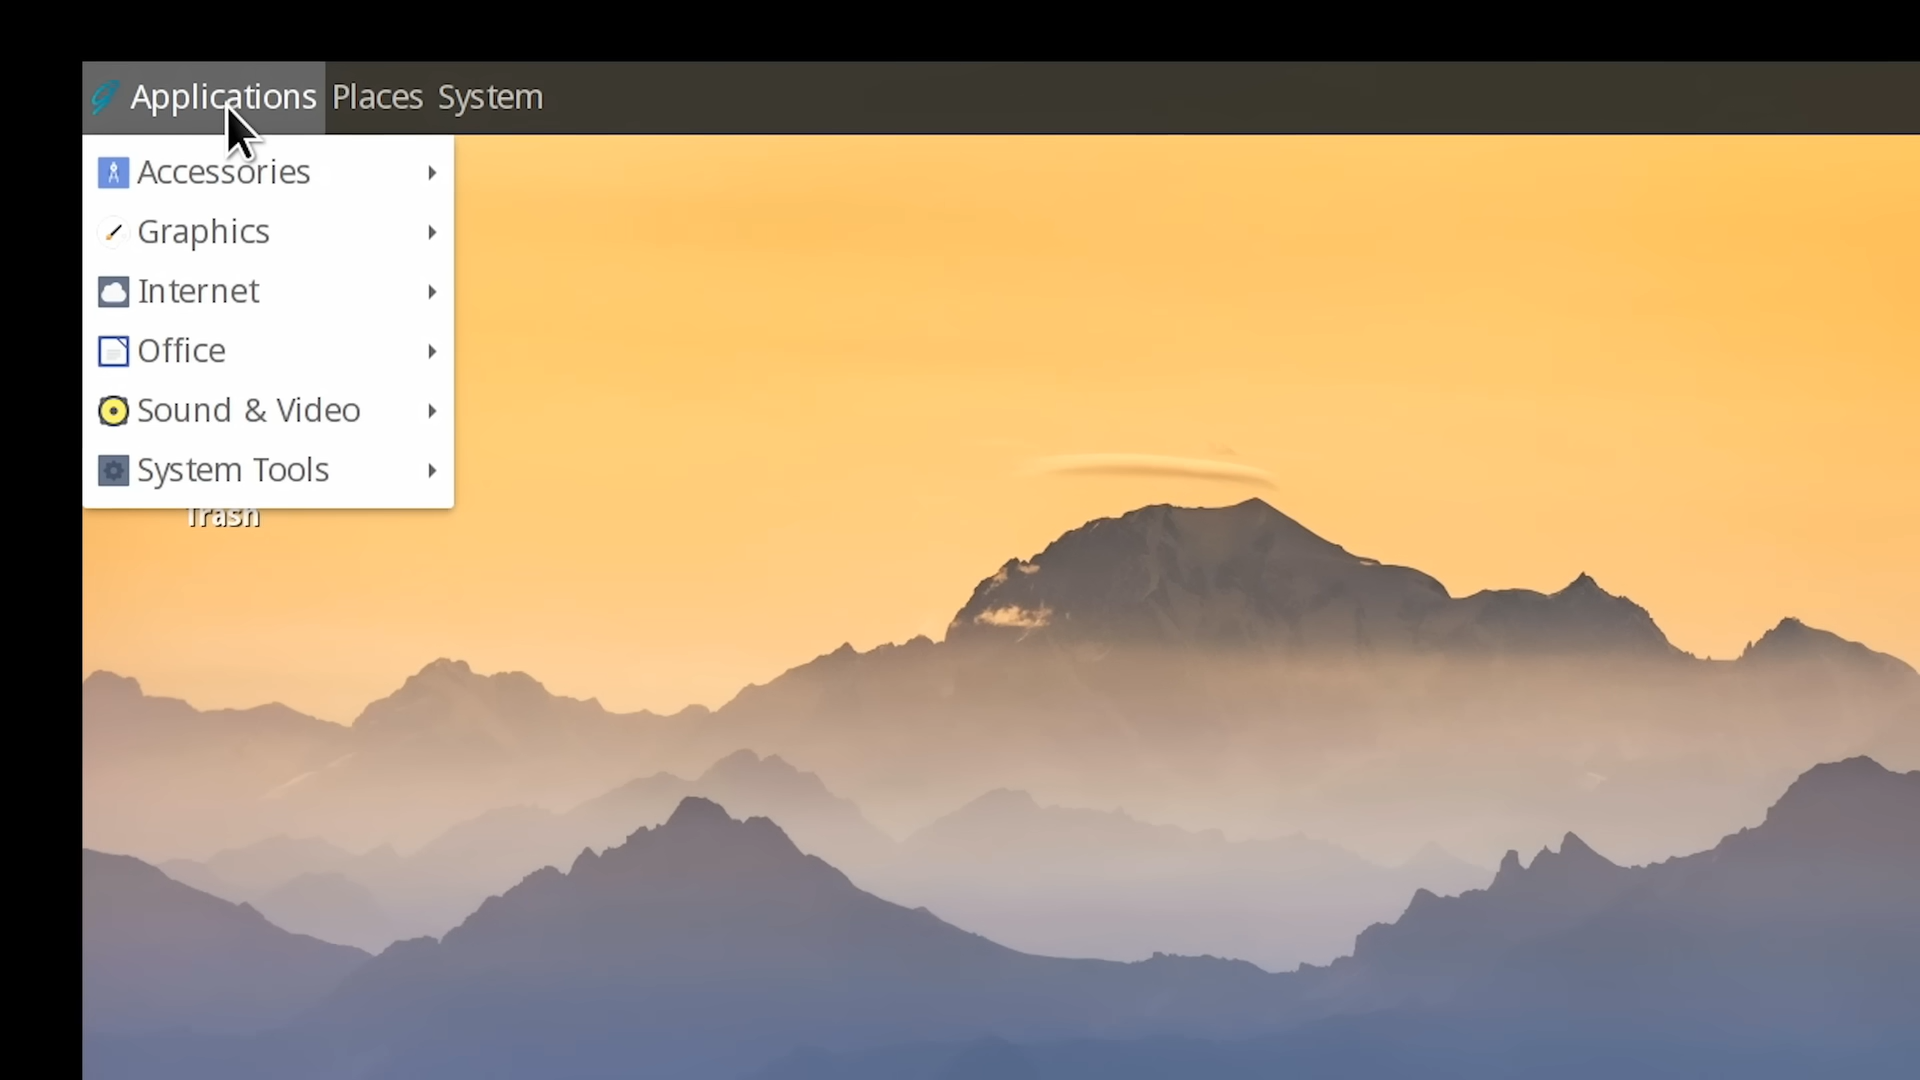 Applications Places System
Accessories
Graphics
Internet
Office
Sound & Video
System Tools
Trash